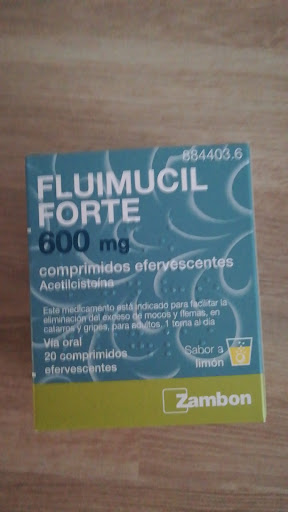 884403.6
FLUIMUCIL
FORTE
600 mg
comprimidos efervescentes
Acetilcisteína
Este medicamento está indicado para facilitar la
eliminación del exceso de mocos y flemas, en
catarros y gripes, para adultos, 1 toma al día
Vía oral
20 comprimidos
efervescentes
Sabor a
limón
Zambon